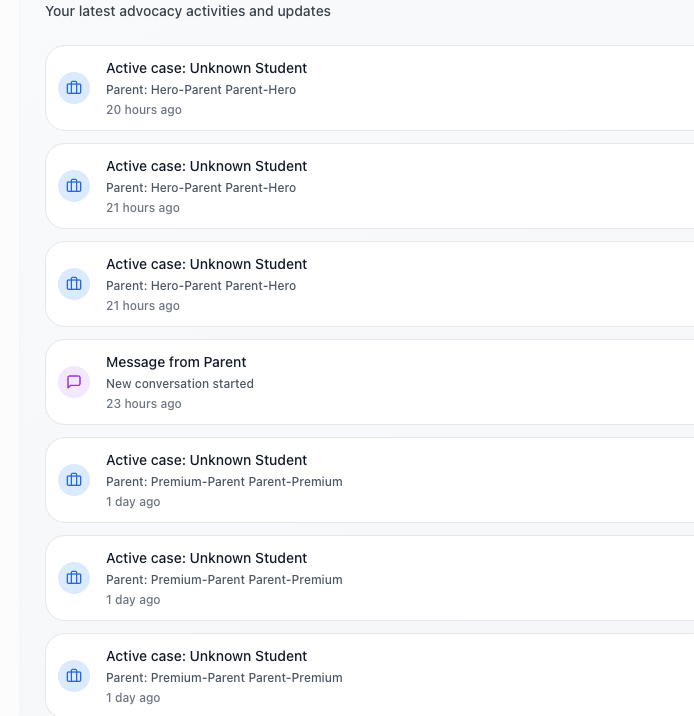 Your latest advocacy activities and updates
Active case: Unknown Student
Parent: Hero-Parent Parent-Hero
20 hours ago
Active case: Unknown Student
Parent: Hero-Parent Parent-Hero
21 hours ago
Active case: Unknown Student
Parent: Hero-Parent Parent-Hero
21 hours ago
Message from Parent
New conversation started
23 hours ago
Active case: Unknown Student
Parent: Premium-Parent Parent-Premium
1 day ago
Active case: Unknown Student
Parent: Premium-Parent Parent-Premium
1 day ago
Active case: Unknown Student
Parent: Premium-Parent Parent-Premium
1 day ago